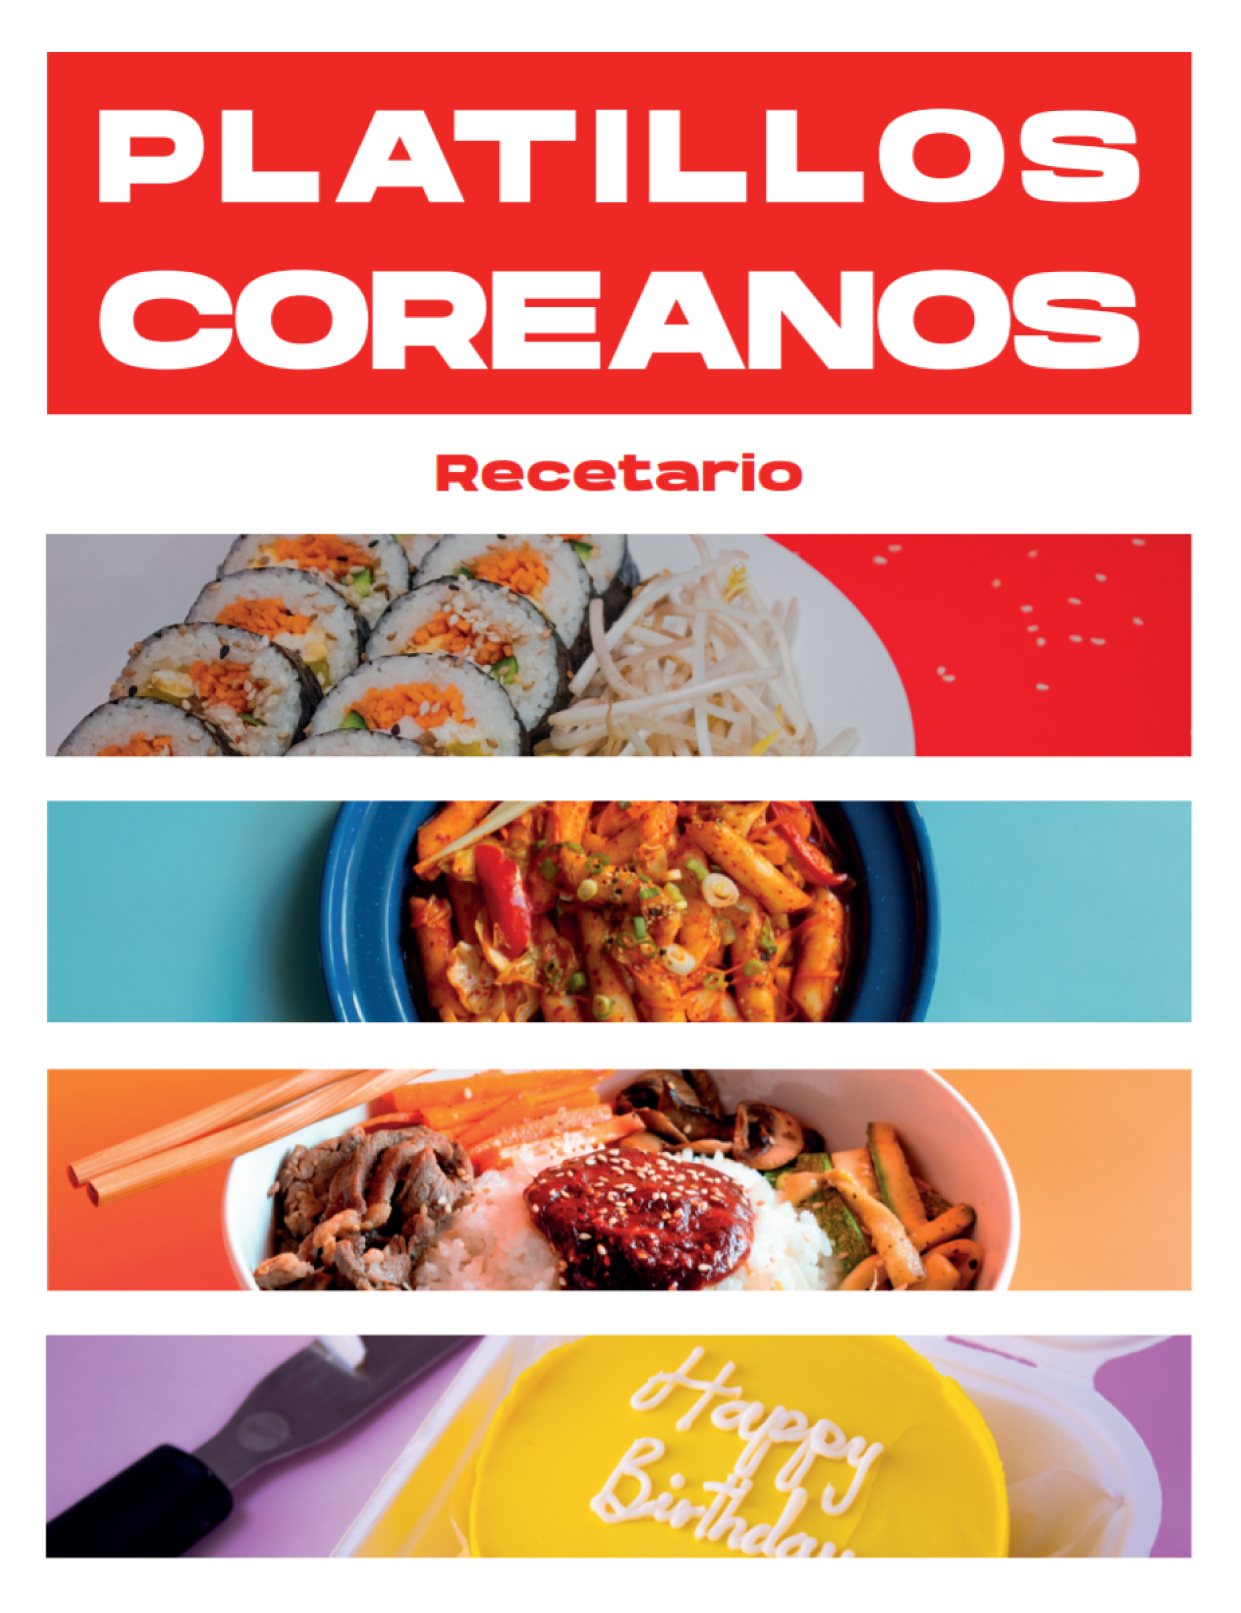 PLATILLOS
COREANOS
Recetario
Happy
Birthday